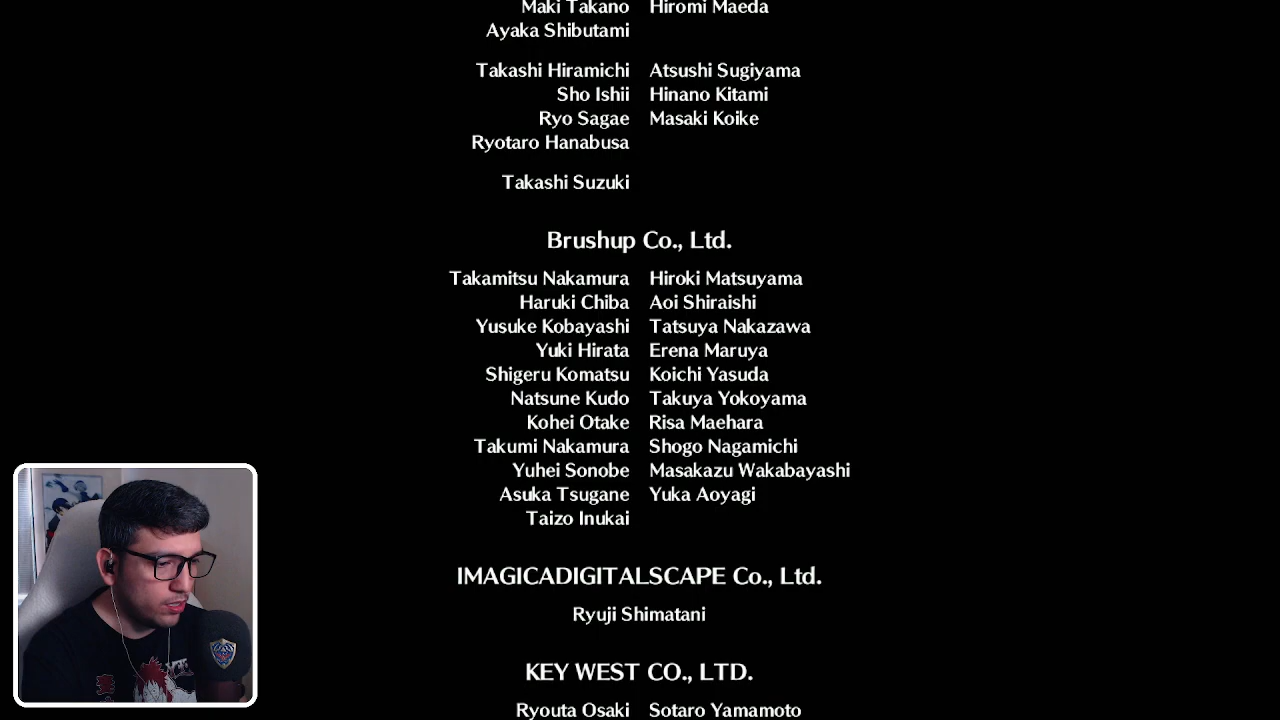 Maki Takano Hiromi Maeda
Ayaka Shibutami
Takashi Hiramichi Atsushi Sugiyama
Sho Ishii Hinano Kitami
Ryo Sagae Masaki Koike
Ryotaro Hanabusa
Takashi Suzuki
Brushup Co., Ltd.
Takamitsu Nakamura Hiroki Matsuyama
Haruki Chiba Aoi Shiraishi
Yusuke Kobayashi Tatsuya Nakazawa
Yuki Hirata Erena Maruya
Shigeru Komatsu Koichi Yasuda
Natsune Kudo Takuya Yokoyama
Kohei Otake Risa Maehara
Takumi Nakamura Shogo Nagamichi
Yuhei Sonobe Masakazu Wakabayashi
Asuka Tsugane Yuka Aoyagi
Taizo Inukai
IMAGICADIGITALSCAPE Co., Ltd.
Ryuji Shimatani
KEY WEST CO., LTD.
Ryouta Osaki Sotaro Yamamoto